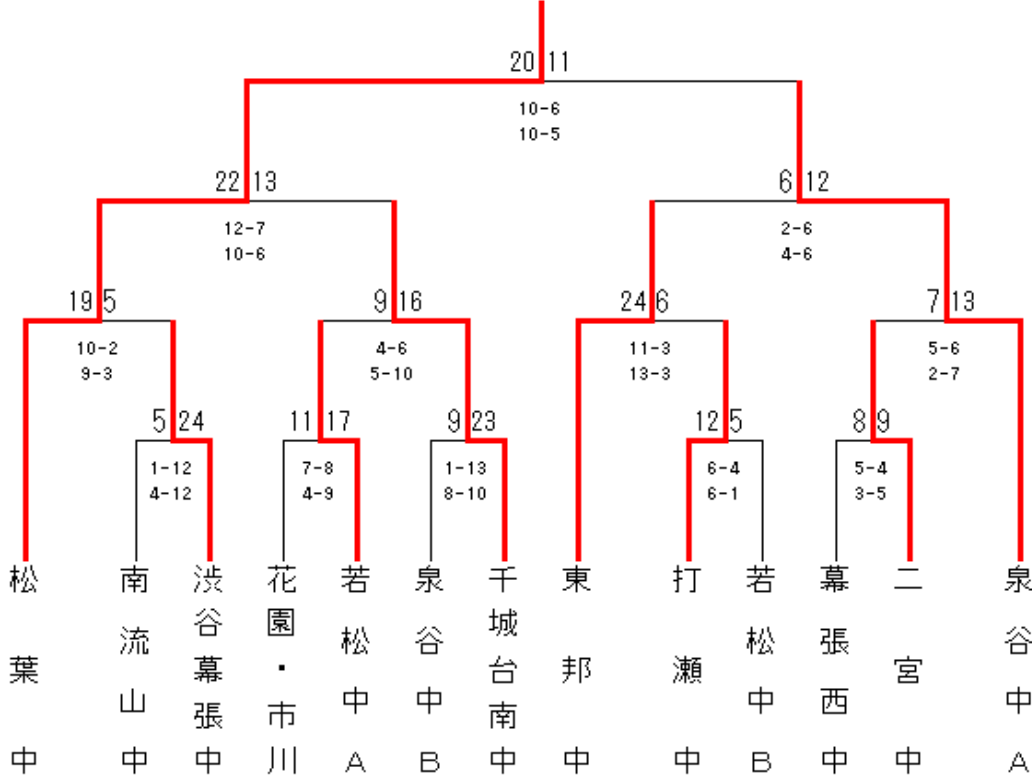 20 11
10-6
10-5
22 13
12-7
10-6
6 12
2-6
4-6
19 5
10-2
9-3
9 16
4-6
5-10
24 6
11-3
13-3
7 13
5-6
2-7
5 24
1-12
4-12
11 17
7-8
4-9
9 23
1-13
8-10
12 5
6-4
6-1
8 9
5-4
3-5
松葉中
南流山中
渋谷幕張中
花園・市川
若松中A
泉谷中B
千城台南中
東邦中
打瀬中
若松中B
幕張西中
二宮中
泉谷中A